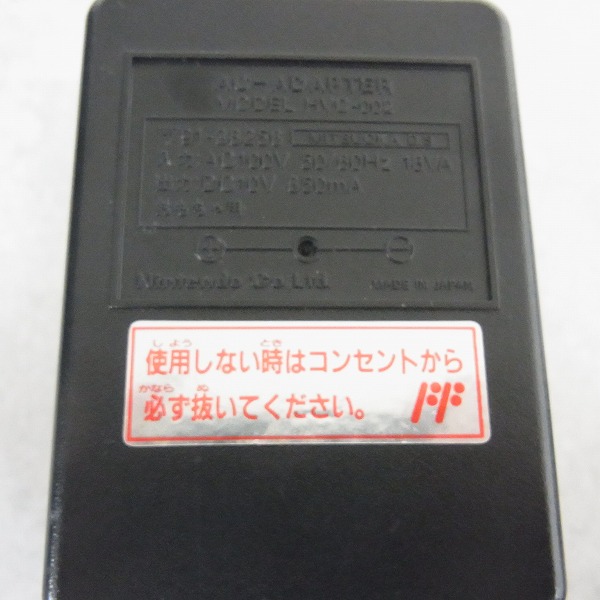 AC-ADAPTER
MODEL HVC-002
入力 AC100V 50/60Hz 18VA
出力 DC10V 850mA
Nintendo Co., Ltd.
MADE IN JAPAN
し よう
とき
使用しない時はコンセントから
かなら
ぬ
必ず抜いてください。
FF